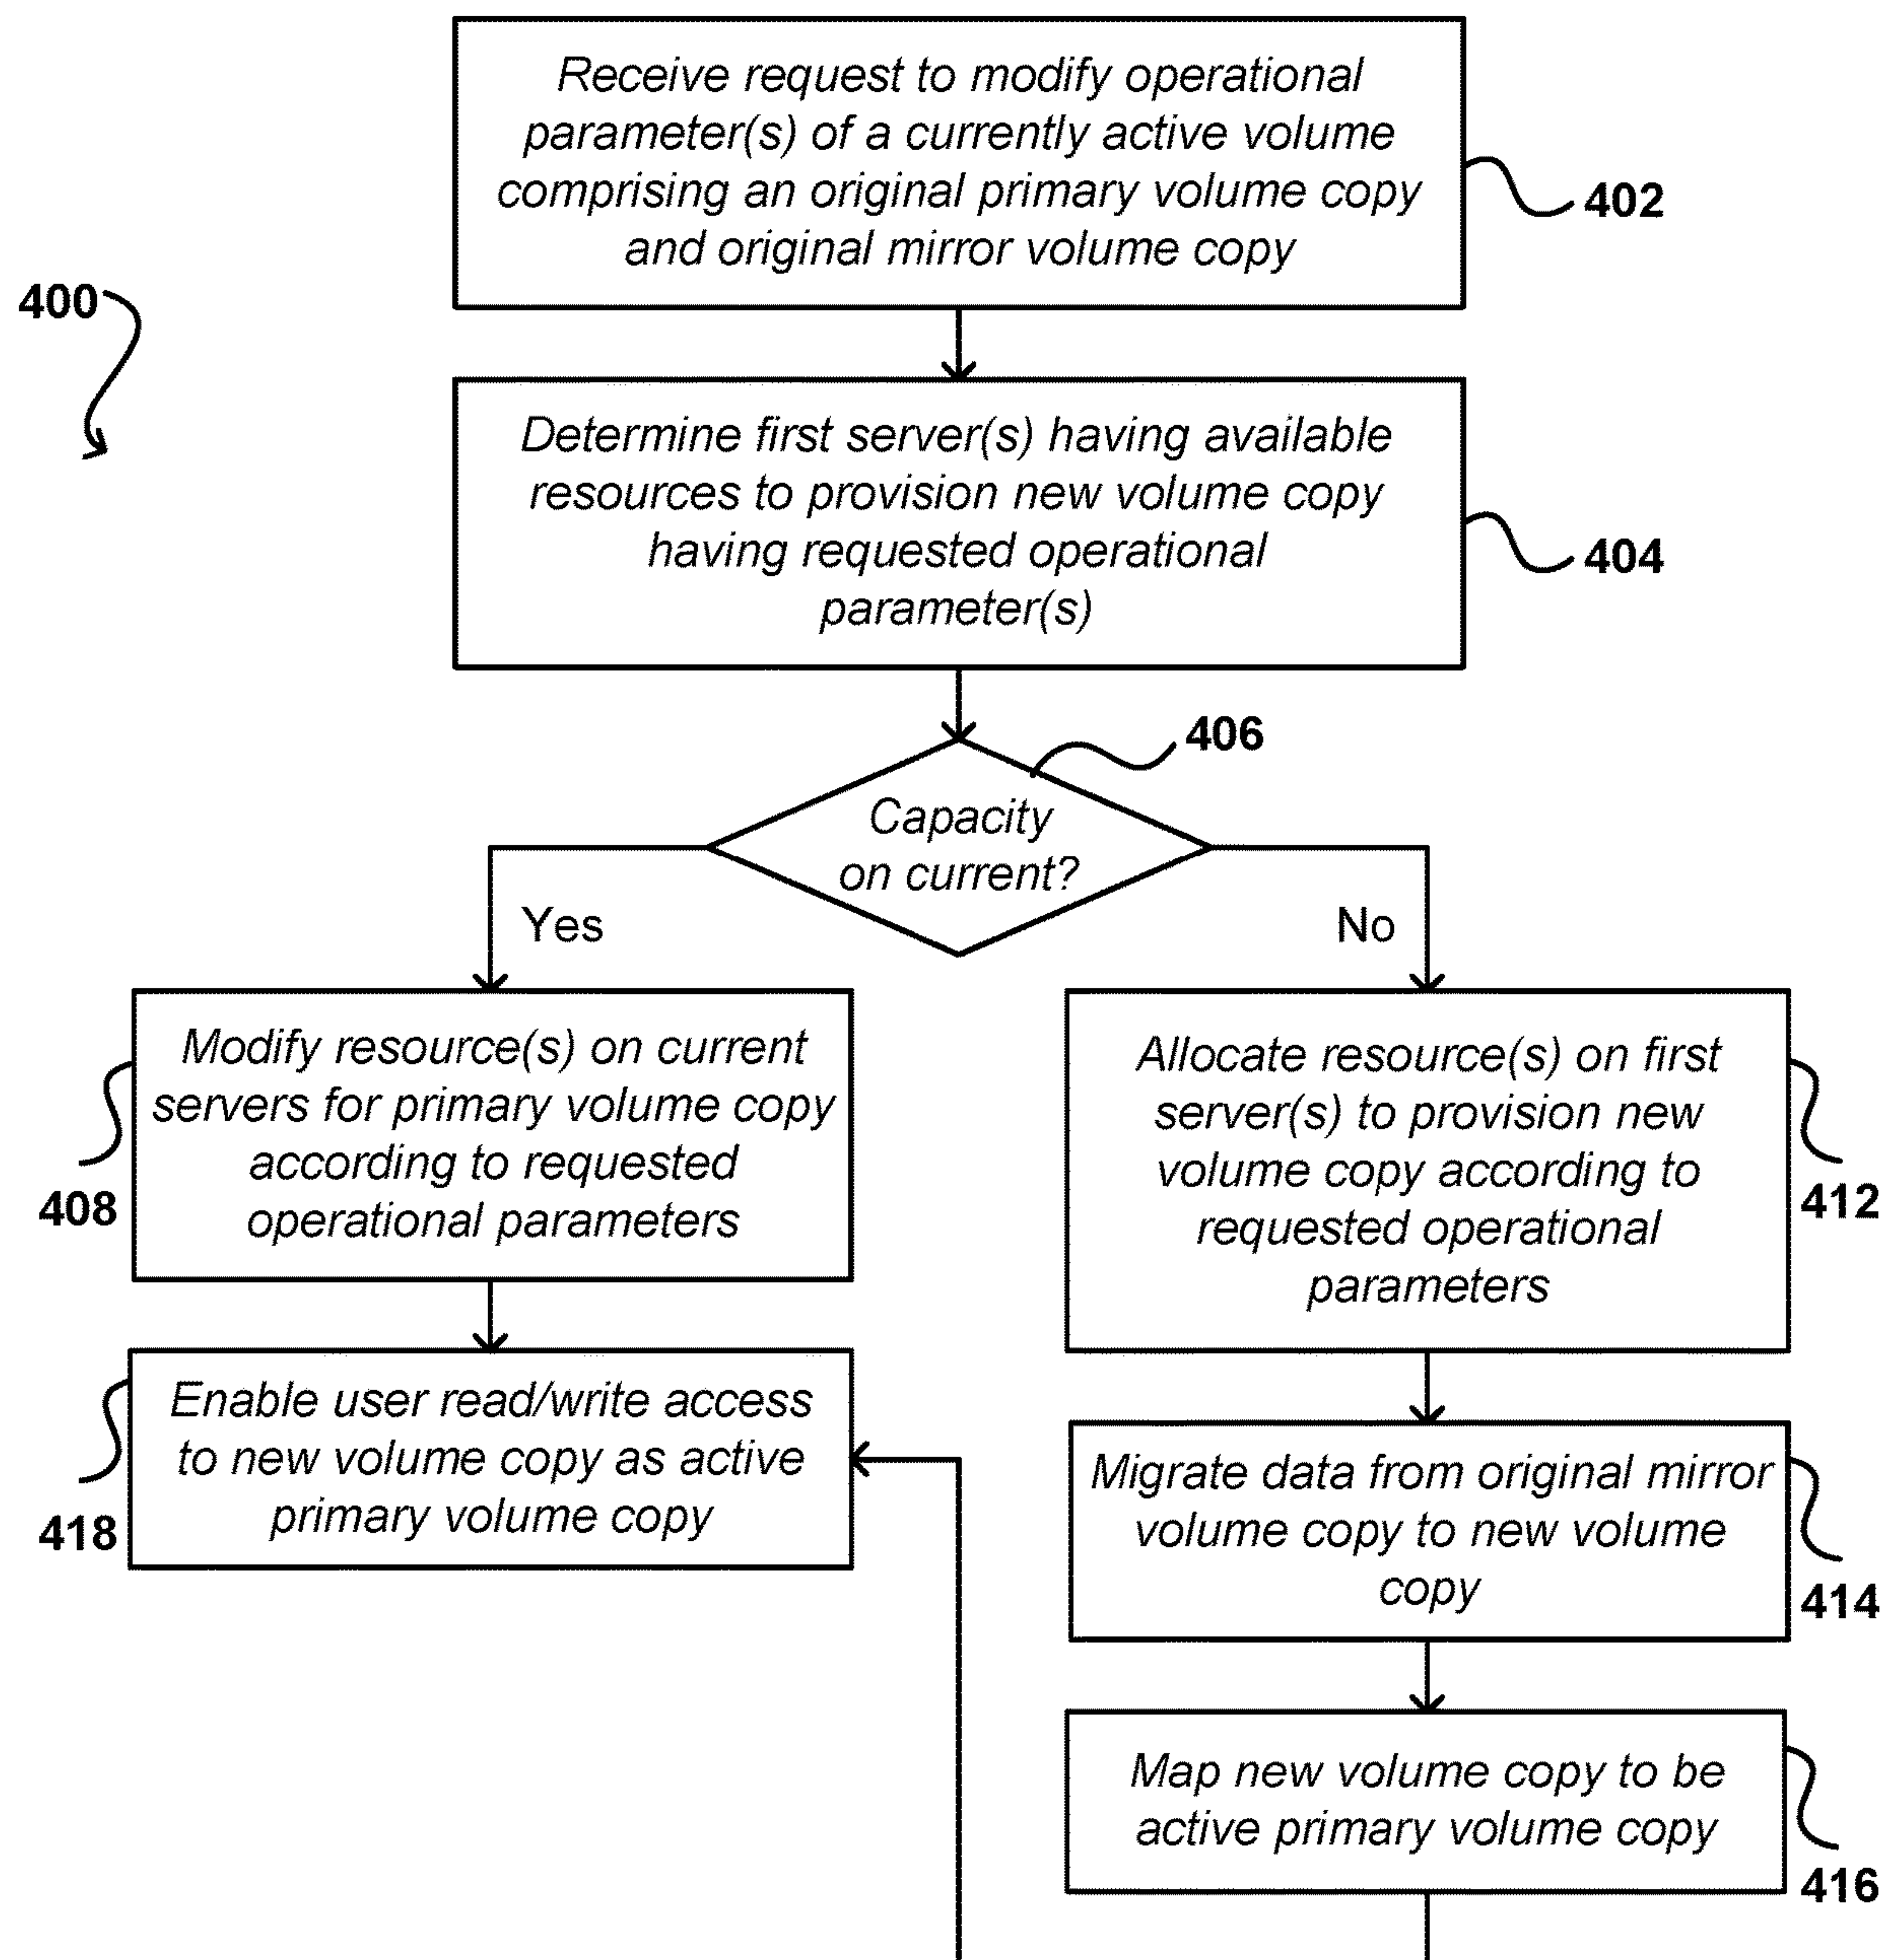 Receive request to modify operational
parameter(s) of a currently active volume
comprising an original primary volume copy
and original mirror volume copy
402
400
Determine first server(s) having available
resources to provision new volume copy
having requested operational
parameter(s)
404
406
Capacity
on current?
Yes
No
Modify resource(s) on current
servers for primary volume copy
according to requested
operational parameters
408
Allocate resource(s) on first
server(s) to provision new
volume copy according to
requested operational
parameters
412
Enable user read/write access
to new volume copy as active
primary volume copy
418
Migrate data from original mirror
volume copy to new volume
copy
414
Map new volume copy to be
active primary volume copy
416